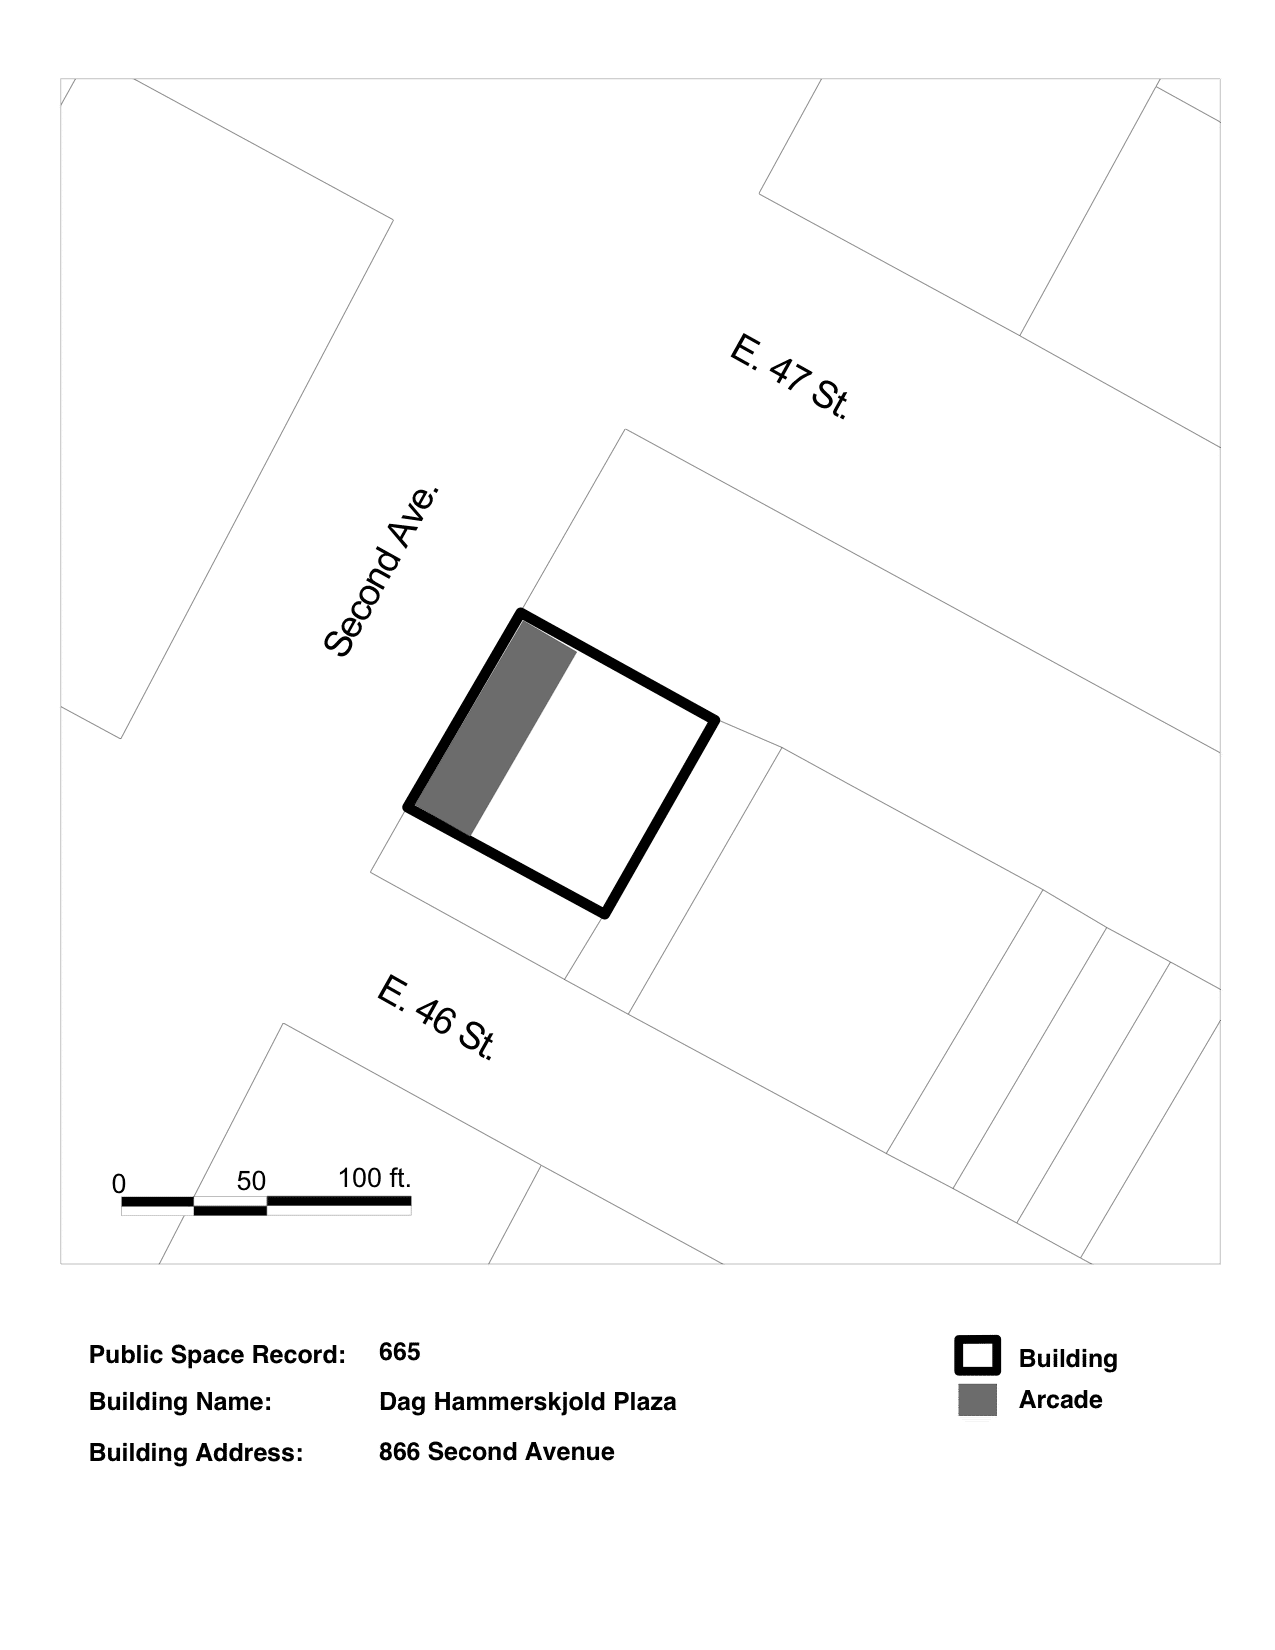 E. 47 St.
Second Ave.
E. 46 St.
0 50 100 ft.
Public Space Record: 665
Building Name: Dag Hammerskjold Plaza
Building Address: 866 Second Avenue
Building
Arcade